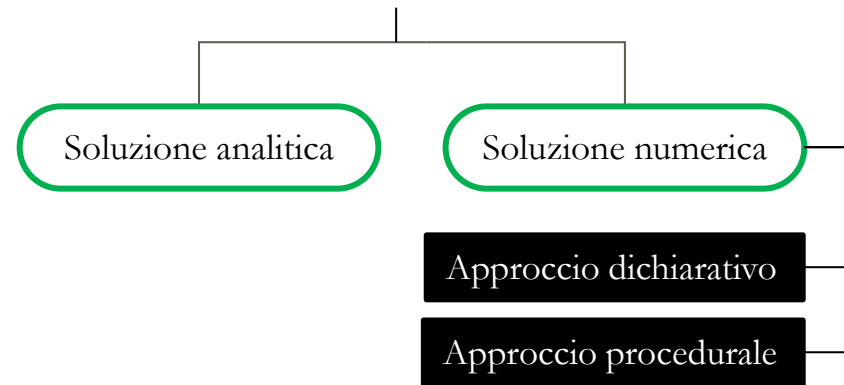 Soluzione analitica
Soluzione numerica
Approccio dichiarativo
Approccio procedurale